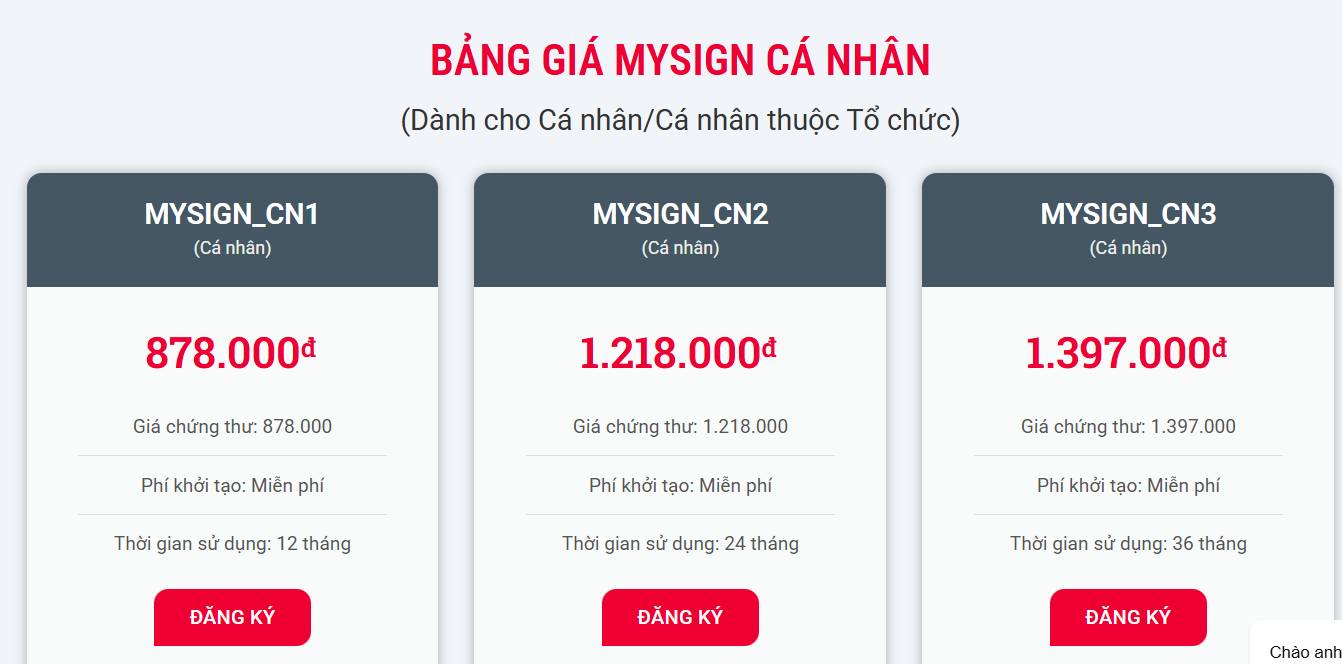 BẢNG GIÁ MYSIGN CÁ NHÂN
(Dành cho Cá nhân/Cá nhân thuộc Tổ chức)
MYSIGN_CN1
(Cá nhân)
878.000đ
Giá chứng thư: 878.000
Phí khởi tạo: Miễn phí
Thời gian sử dụng: 12 tháng
ĐĂNG KÝ
MYSIGN_CN2
(Cá nhân)
1.218.000đ
Giá chứng thư: 1.218.000
Phí khởi tạo: Miễn phí
Thời gian sử dụng: 24 tháng
ĐĂNG KÝ
MYSIGN_CN3
(Cá nhân)
1.397.000đ
Giá chứng thư: 1.397.000
Phí khởi tạo: Miễn phí
Thời gian sử dụng: 36 tháng
ĐĂNG KÝ
Chào anh